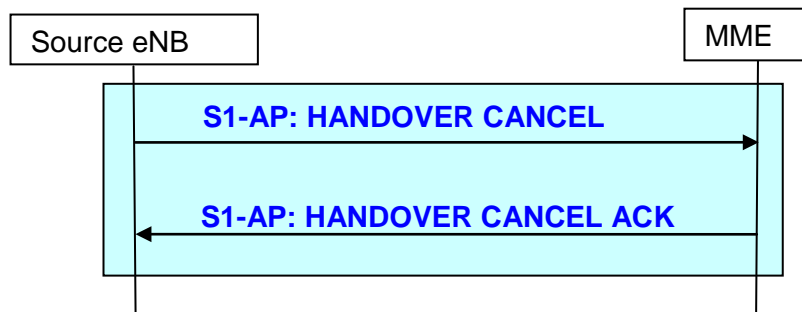 Source eNB
MME
S1-AP: HANDOVER CANCEL
S1-AP: HANDOVER CANCEL ACK